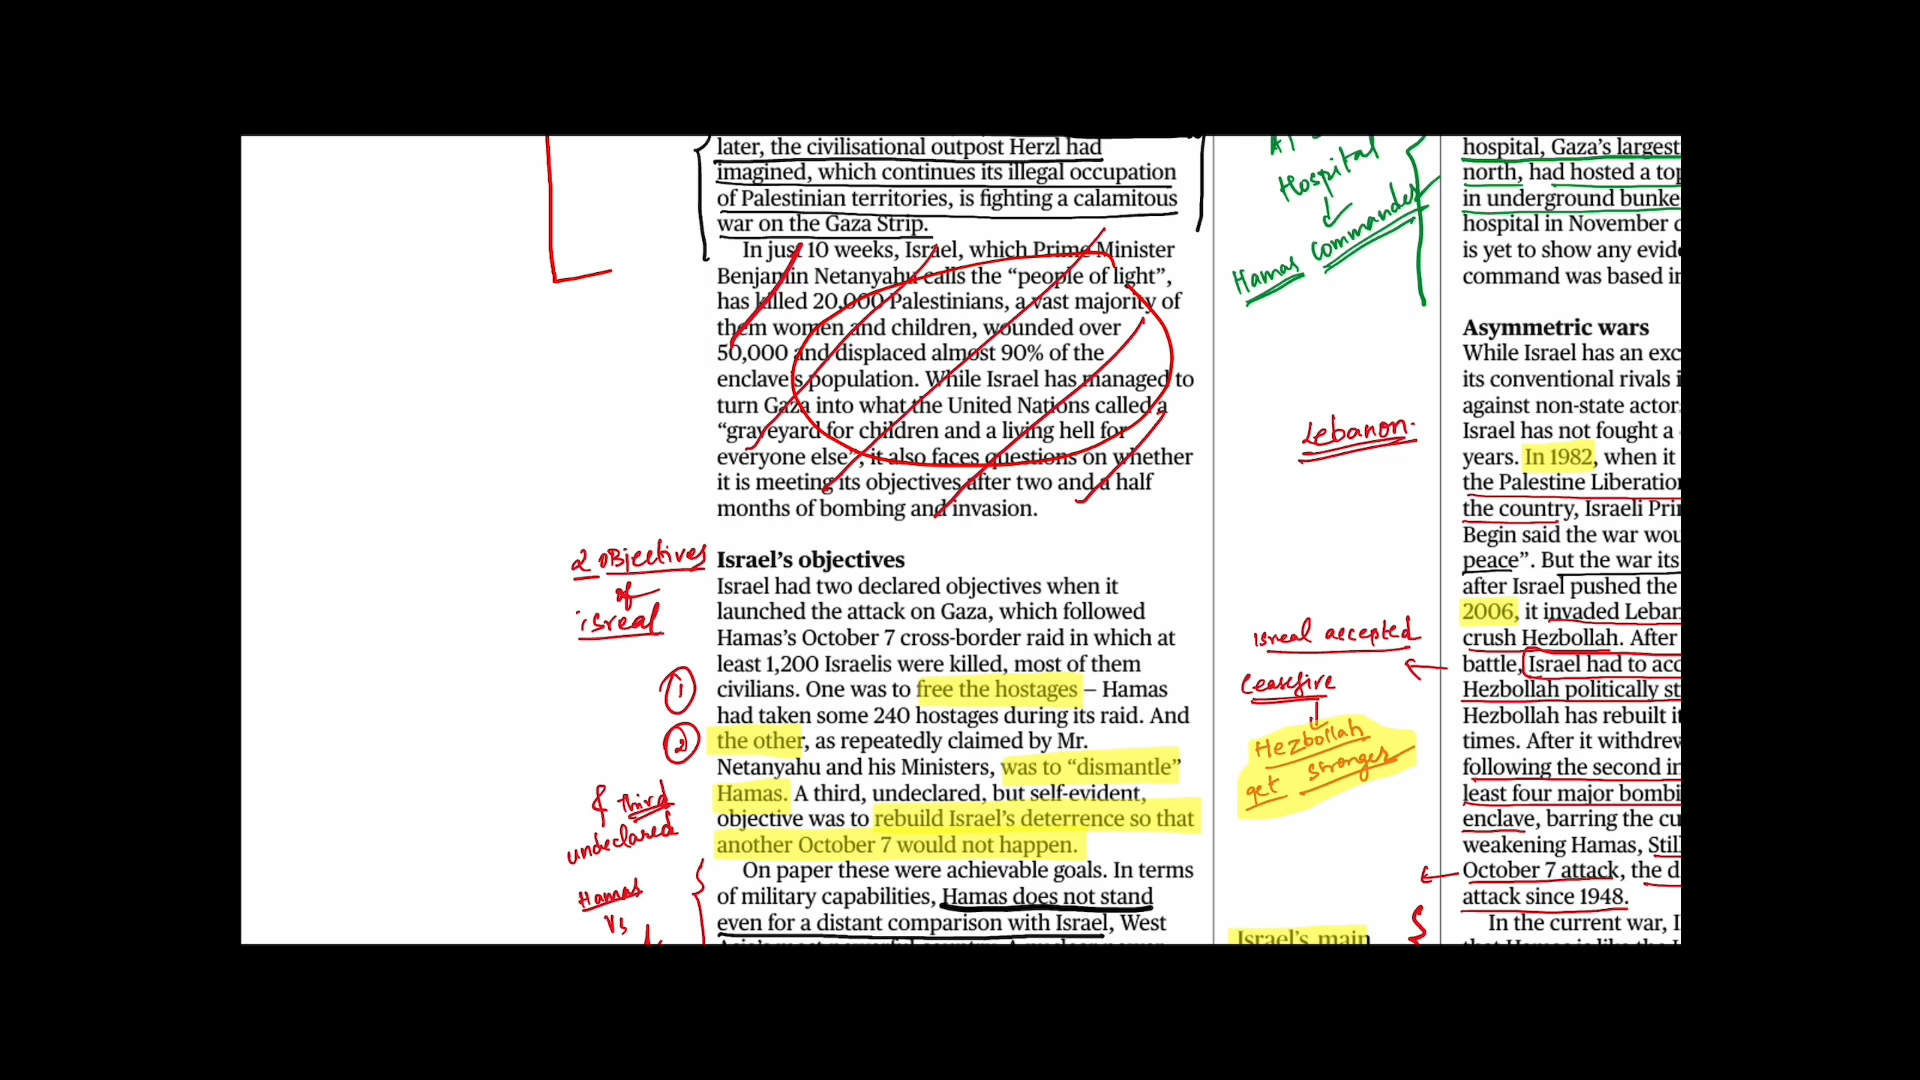 later, the civilisational outpost Herzl had
imagined, which continues its illegal occupation
of Palestinian territories, is fighting a calamitous
war on the Gaza Strip.
In just 10 weeks, Israel, which Prime Minister
Benjamin Netanyahu calls the “people of light”,
has killed 20,000 Palestinians, a vast majority of
them women and children, wounded over
50,000 and displaced almost 90% of the
enclave’s population. While Israel has managed to
turn Gaza into what the United Nations called a
“graveyard for children and a living hell for
everyone else”, it also faces questions on whether
it is meeting its objectives after two and a half
months of bombing and invasion.
2 objectives
of
isreal
Israel’s objectives
Israel had two declared objectives when it
launched the attack on Gaza, which followed
Hamas’s October 7 cross-border raid in which at
least 1,200 Israelis were killed, most of them
civilians. One was to free the hostages – Hamas
had taken some 240 hostages during its raid. And
the other, as repeatedly claimed by Mr.
Netanyahu and his Ministers, was to “dismantle”
Hamas. A third, undeclared, but self-evident,
objective was to rebuild Israel’s deterrence so that
another October 7 would not happen.
On paper these were achievable goals. In terms
of military capabilities, Hamas does not stand
even for a distant comparison with Israel, West
1
2
& third
undeclared
Hamas
vs
Hospital
Hamas Commander
Lebanon.
Isreal accepted
Ceasefire
Hezbollah
get stronger
Israel’s main
hospital, Gaza’s largest
north, had hosted a top
in underground bunke
hospital in November
is yet to show any evid
command was based in
Asymmetric wars
While Israel has an exc
its conventional rivals i
against non-state actor
Israel has not fought a
years. In 1982, when it
the Palestine Liberation
the country, Israeli Pri
Begin said the war wou
peace”. But the war its
after Israel pushed the
2006, it invaded Leban
crush Hezbollah. After
battle, Israel had to acc
Hezbollah politically st
Hezbollah has rebuilt it
times. After it withdrew
following the second in
least four major bombi
enclave, barring the cu
weakening Hamas, Still
October 7 attack, the d
attack since 1948.
In the current war, I